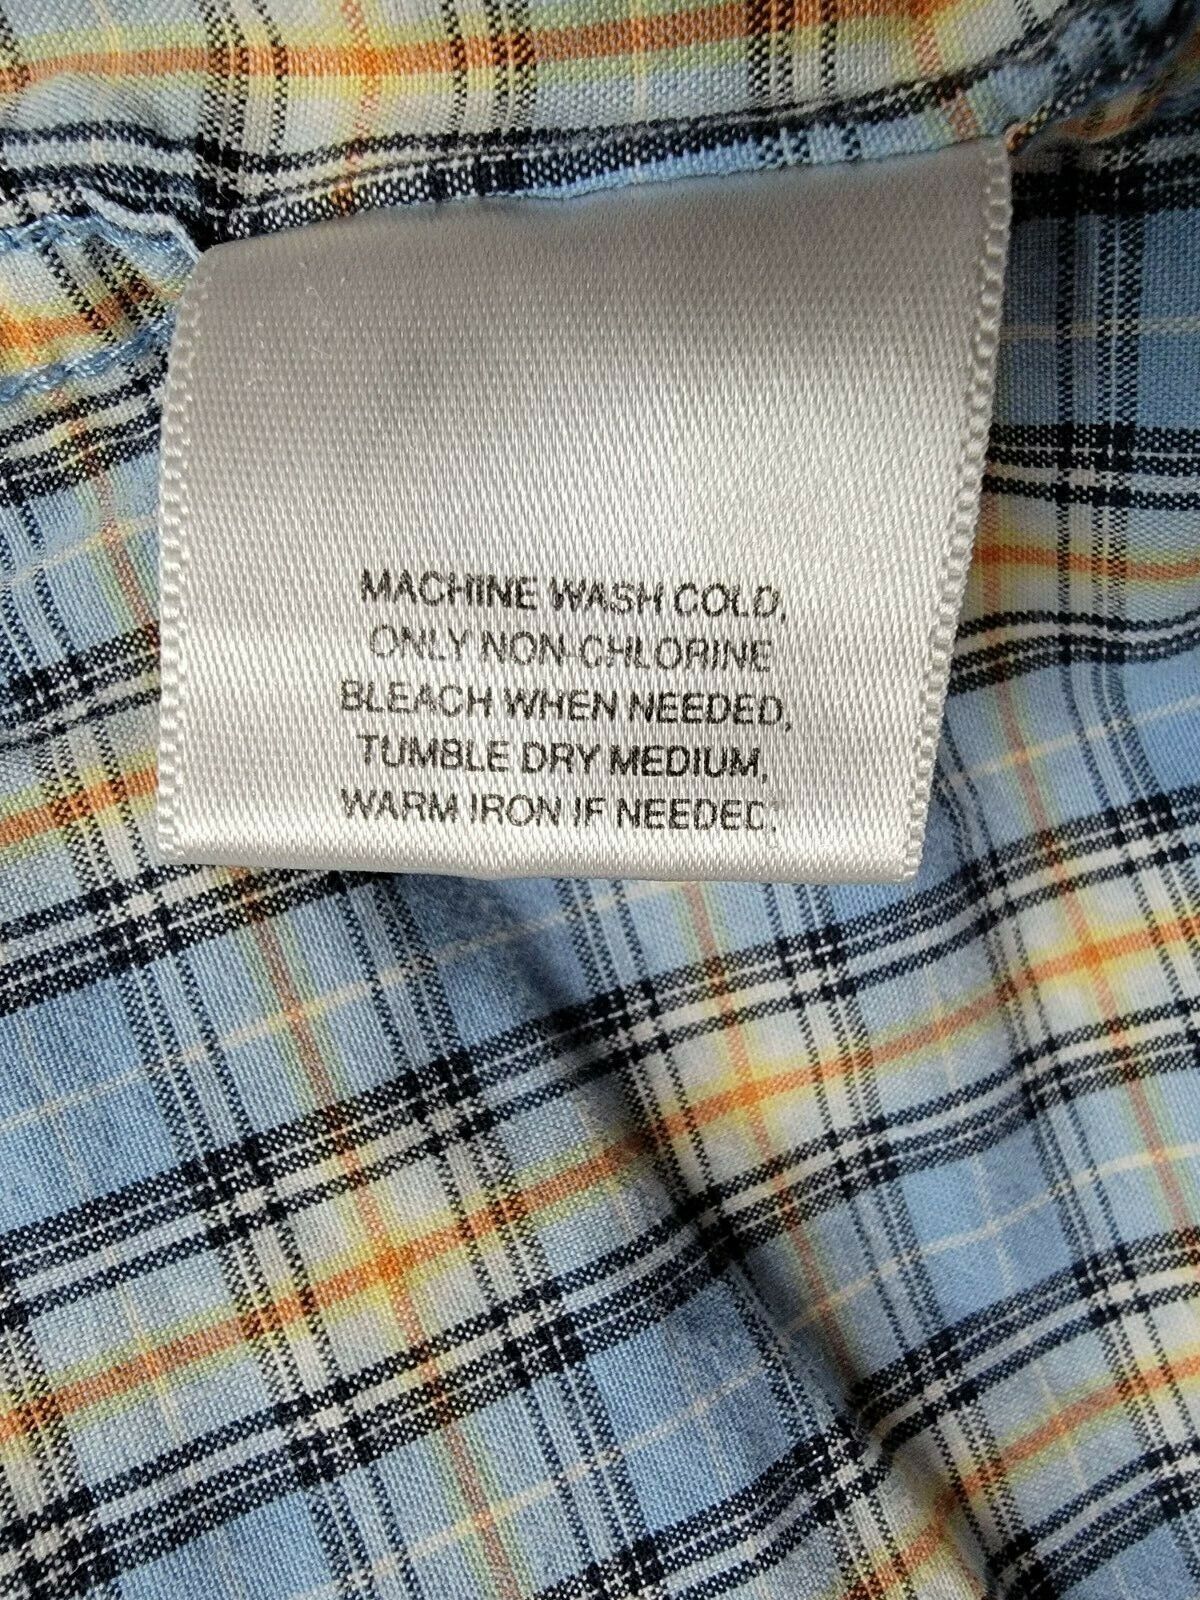 MACHINE WASH COLD,
ONLY NON-CHLORINE
BLEACH WHEN NEEDED,
TUMBLE DRY MEDIUM,
WARM IRON IF NEEDED.